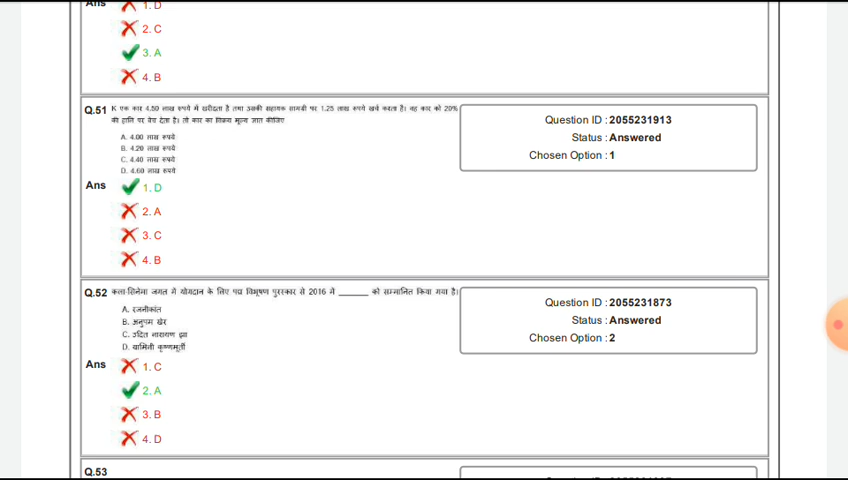 Ans
1. D
2. C
3. A
4. B
Q.51 K एक कार 4.50 लाख रूपये में खरीदता है तथा उसकी सहायक सामग्री पर 1.25 लाख रूपये खर्च करता है। वह कार को 20%
की हानि पर बेच देता है। तो कार का विक्रय मूल्य ज्ञात कीजिए
A. 4.00 लाख रूपये
B. 4.20 लाख रूपये
C. 4.40 लाख रूपये
D. 4.60 लाख रूपये
Question ID : 2055231913
Status : Answered
Chosen Option : 1
Ans
1. D
2. A
3. C
4. B
Q.52 कला-सिनेमा जगत में योगदान के लिए पद्म विभूषण पुरस्कार से 2016 में ______ को सम्मानित किया गया है।
A. रजनीकांत
B. अनुपम खेर
C. उदित नारायण झा
D. यामिनी कृष्णमूर्ती
Question ID : 2055231873
Status : Answered
Chosen Option : 2
Ans
1. C
2. A
3. B
4. D
Q.53